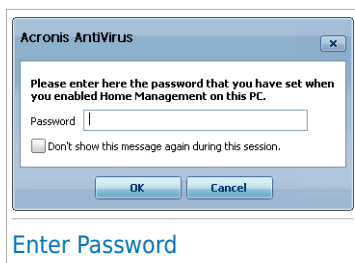 Acronis AntiVirus
Please enter here the password that you have set when
you enabled Home Management on this PC.
Password
Don't show this message again during this session.
OK Cancel
Enter Password